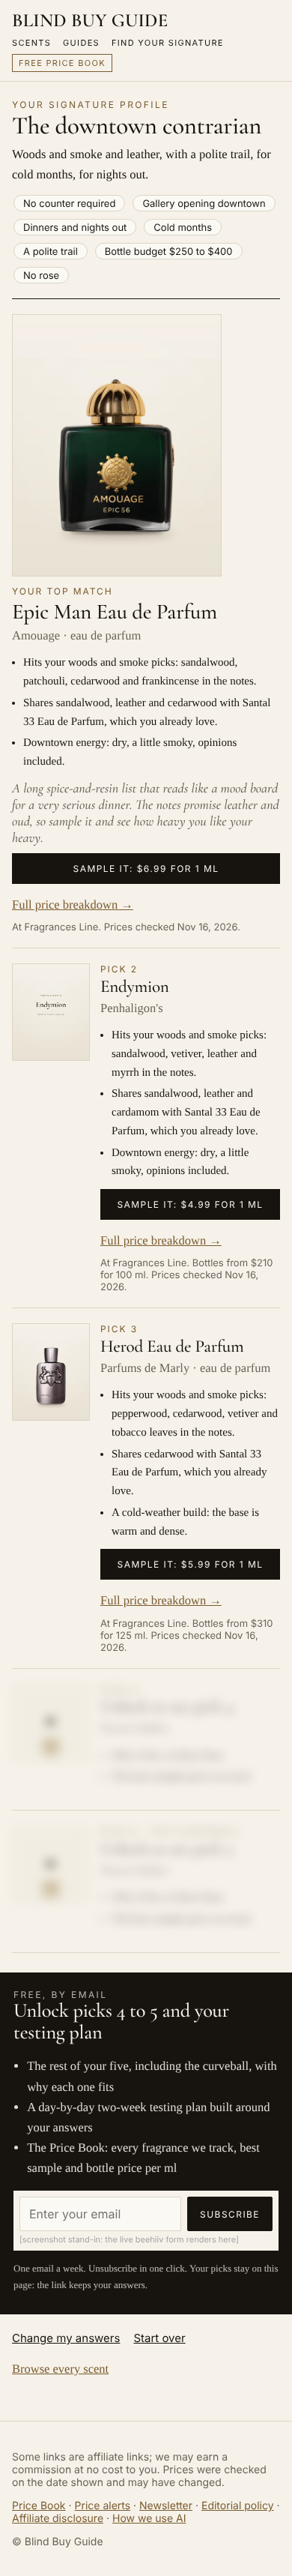 BLIND BUY GUIDE
SCENTS GUIDES FIND YOUR SIGNATURE
FREE PRICE BOOK
YOUR SIGNATURE PROFILE
The downtown contrarian
Woods and smoke and leather, with a polite trail, for
cold months, for nights out.
No counter required Gallery opening downtown
Dinners and nights out Cold months
A polite trail Bottle budget $250 to $400
No rose
AMOUAGE
EPIC 56
YOUR TOP MATCH
Epic Man Eau de Parfum
Amouage · eau de parfum
• Hits your woods and smoke picks: sandalwood,
patchouli, cedarwood and frankincense in the notes.
• Shares sandalwood, leather and cedarwood with Santal
33 Eau de Parfum, which you already love.
• Downtown energy: dry, a little smoky, opinions
included.
A long spice-and-resin list that reads like a mood board
for a very serious dinner. The notes promise leather and
oud, so sample it and see how heavy you like your
heavy.
SAMPLE IT: $6.99 FOR 1 ML
Full price breakdown →
At Fragrances Line. Prices checked Nov 16, 2026.
Endymion
PICK 2
Endymion
Penhaligon's
• Hits your woods and smoke picks:
sandalwood, vetiver, leather and
myrrh in the notes.
• Shares sandalwood, leather and
cardamom with Santal 33 Eau de
Parfum, which you already love.
• Downtown energy: dry, a little
smoky, opinions included.
SAMPLE IT: $4.99 FOR 1 ML
Full price breakdown →
At Fragrances Line. Bottles from $210
for 100 ml. Prices checked Nov 16,
2026.
PICK 3
Herod Eau de Parfum
Parfums de Marly · eau de parfum
• Hits your woods and smoke picks:
pepperwood, cedarwood, vetiver and
tobacco leaves in the notes.
• Shares cedarwood with Santal 33
Eau de Parfum, which you already
love.
• A cold-weather build: the base is
warm and dense.
SAMPLE IT: $5.99 FOR 1 ML
Full price breakdown →
At Fragrances Line. Bottles from $310
for 125 ml. Prices checked Nov 16,
2026.
FREE, BY EMAIL
Unlock picks 4 to 5 and your
testing plan
• The rest of your five, including the curveball, with
why each one fits
• A day-by-day two-week testing plan built around
your answers
• The Price Book: every fragrance we track, best
sample and bottle price per ml
Enter your email SUBSCRIBE
[screenshot stand-in: the live beehiiv form renders here]
One email a week. Unsubscribe in one click. Your picks stay on this
page: the link keeps your answers.
Change my answers Start over
Browse every scent
Some links are affiliate links; we may earn a
commission at no cost to you. Prices were checked
on the date shown and may have changed.
Price Book · Price alerts · Newsletter · Editorial policy ·
Affiliate disclosure · How we use AI
© Blind Buy Guide